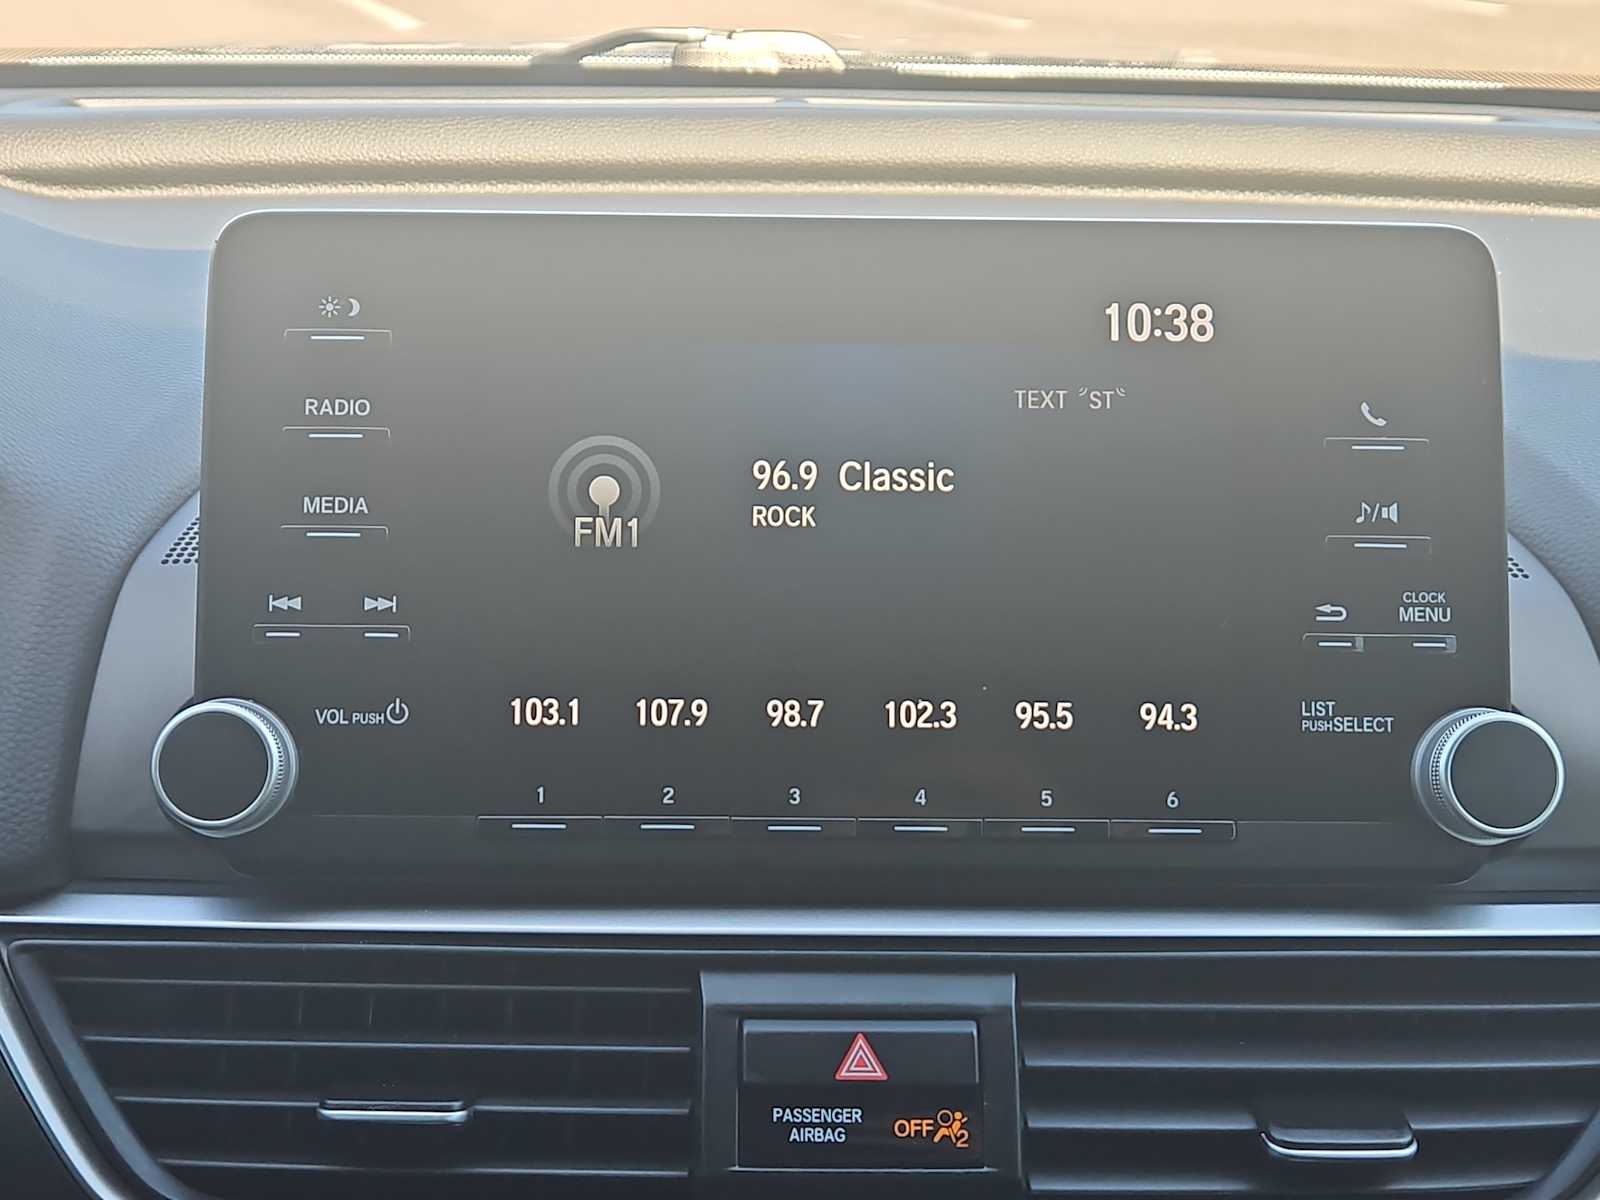 10:38
RADIO
TEXT ST
96.9 Classic
ROCK
MEDIA
FM1
CLOCK
MENU
VOL PUSH
103.1 107.9 98.7 102.3 95.5 94.3
LIST
PUSH SELECT
1 2 3 4 5 6
PASSENGER
AIRBAG
OFF 2